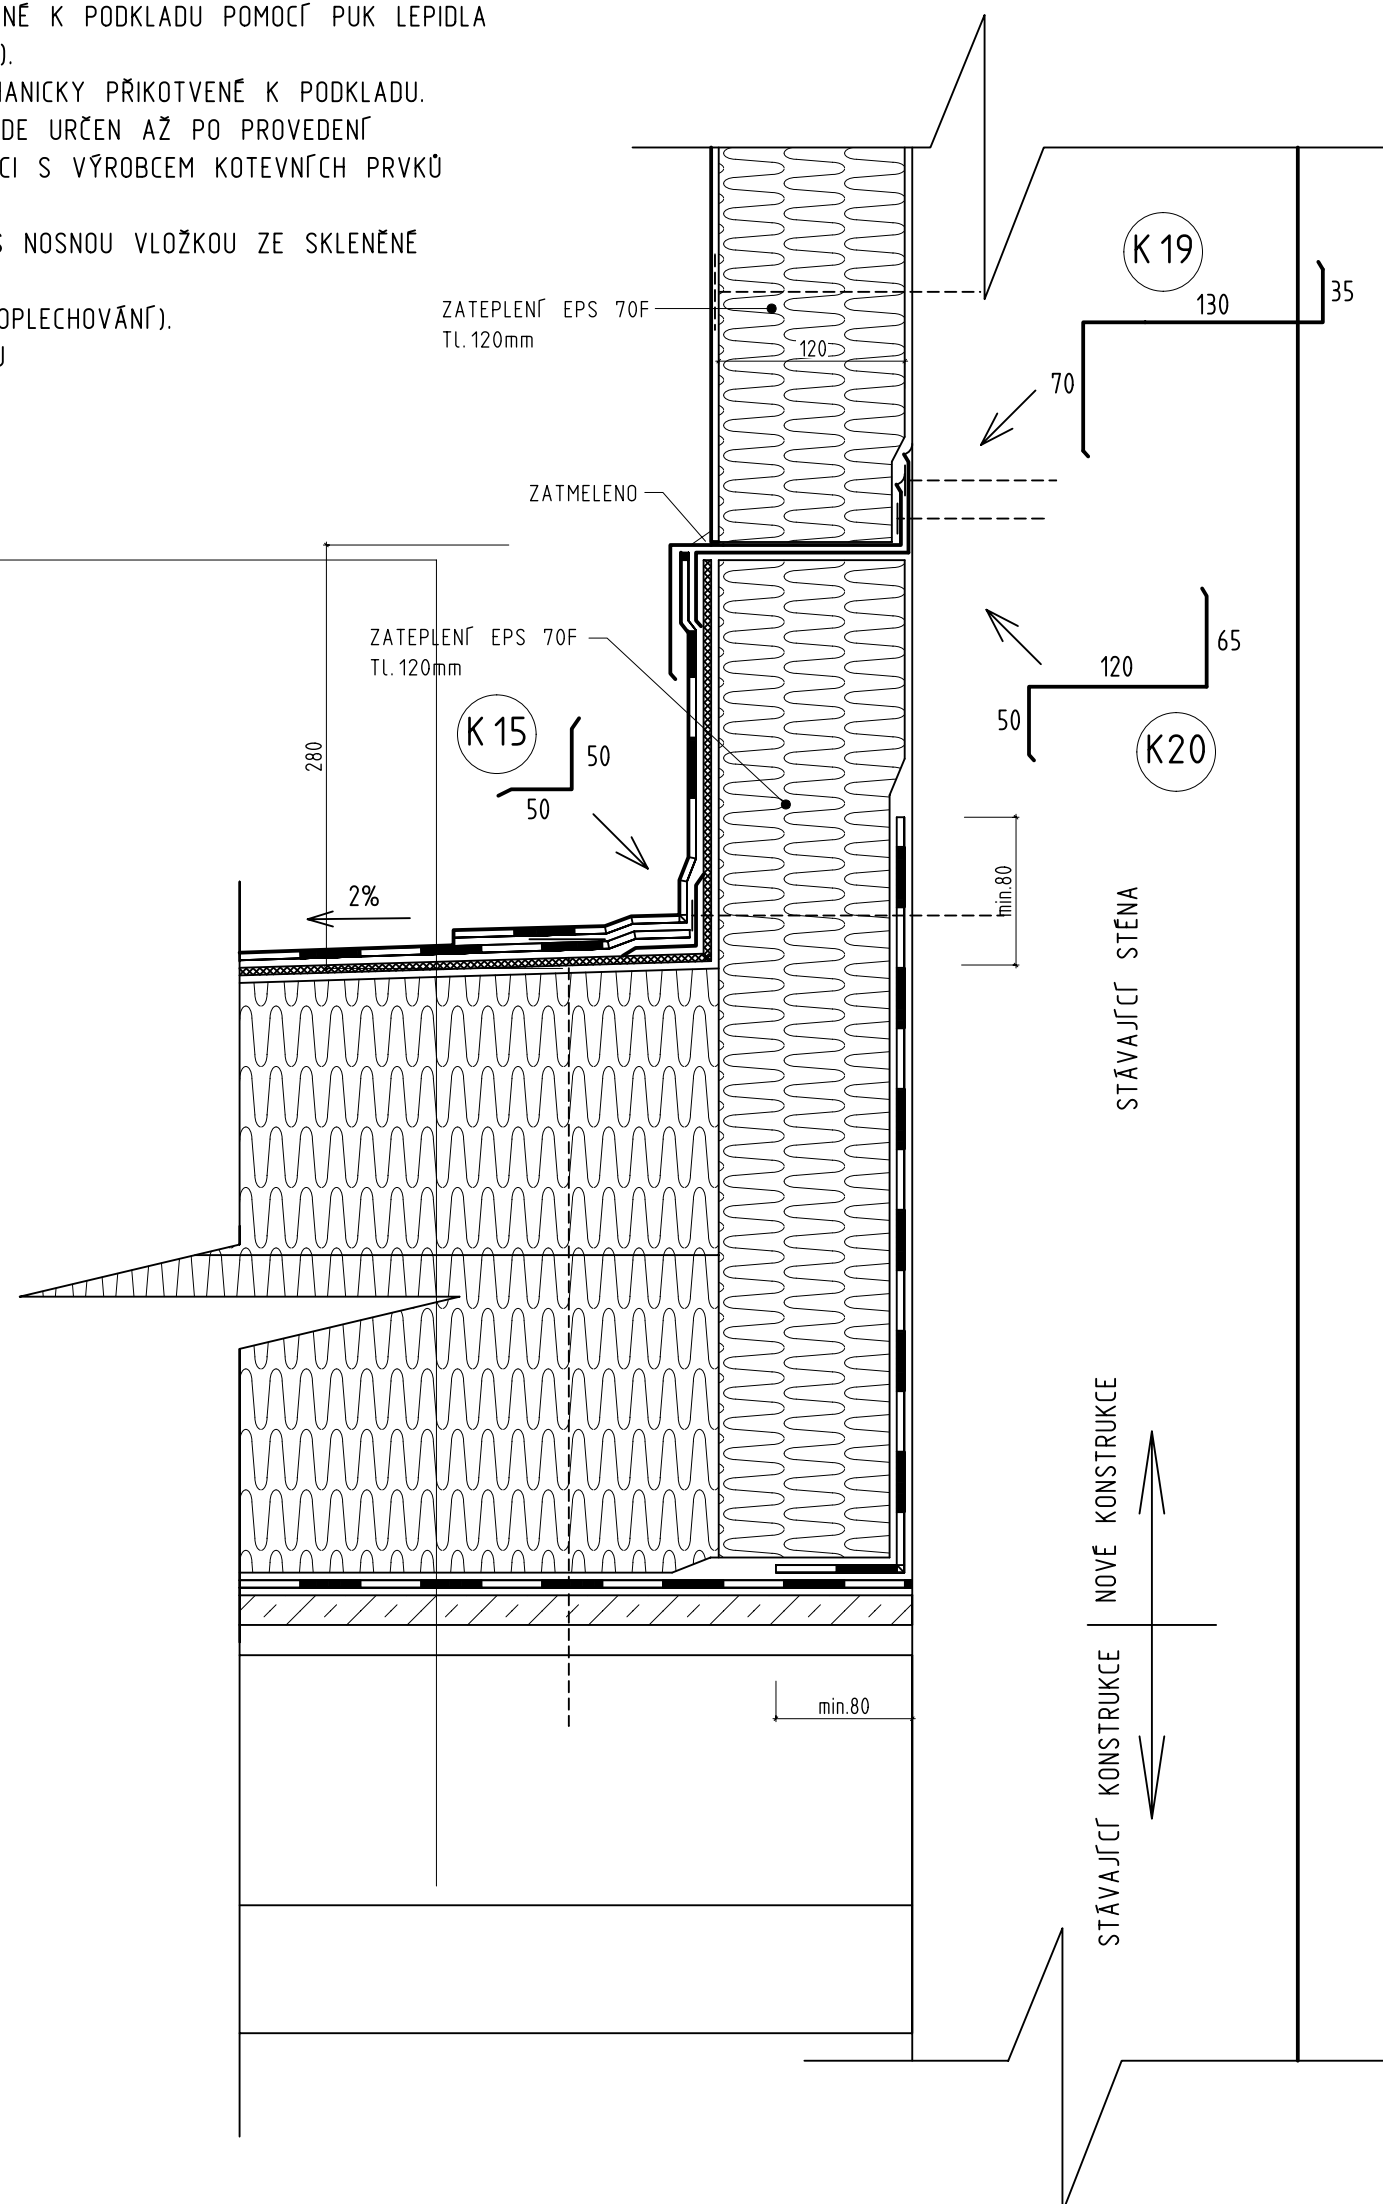 NÉ K PODKLADU POMOCÍ PUK LEPIDLA
).
HANICKY PŘIKOTVENÉ K PODKLADU.
DE URČEN AŽ PO PROVEDENÍ
CI S VÝROBCEM KOTEVNÍCH PRVKŮ
S NOSNOU VLOŽKOU ZE SKLENĚNÉ
OPLECHOVÁNÍ).
U
K 19
130
35
70
ZATEPLENÍ EPS 70F
Tl. 120mm
120
ZATMELENO
ZATEPLENÍ EPS 70F
Tl. 120mm
65
120
50
K20
K 15
50
50
280
2%
min.80
STÁVAJÍCÍ STĚNA
NOVÉ KONSTRUKCE
STÁVAJÍCÍ KONSTRUKCE
min.80